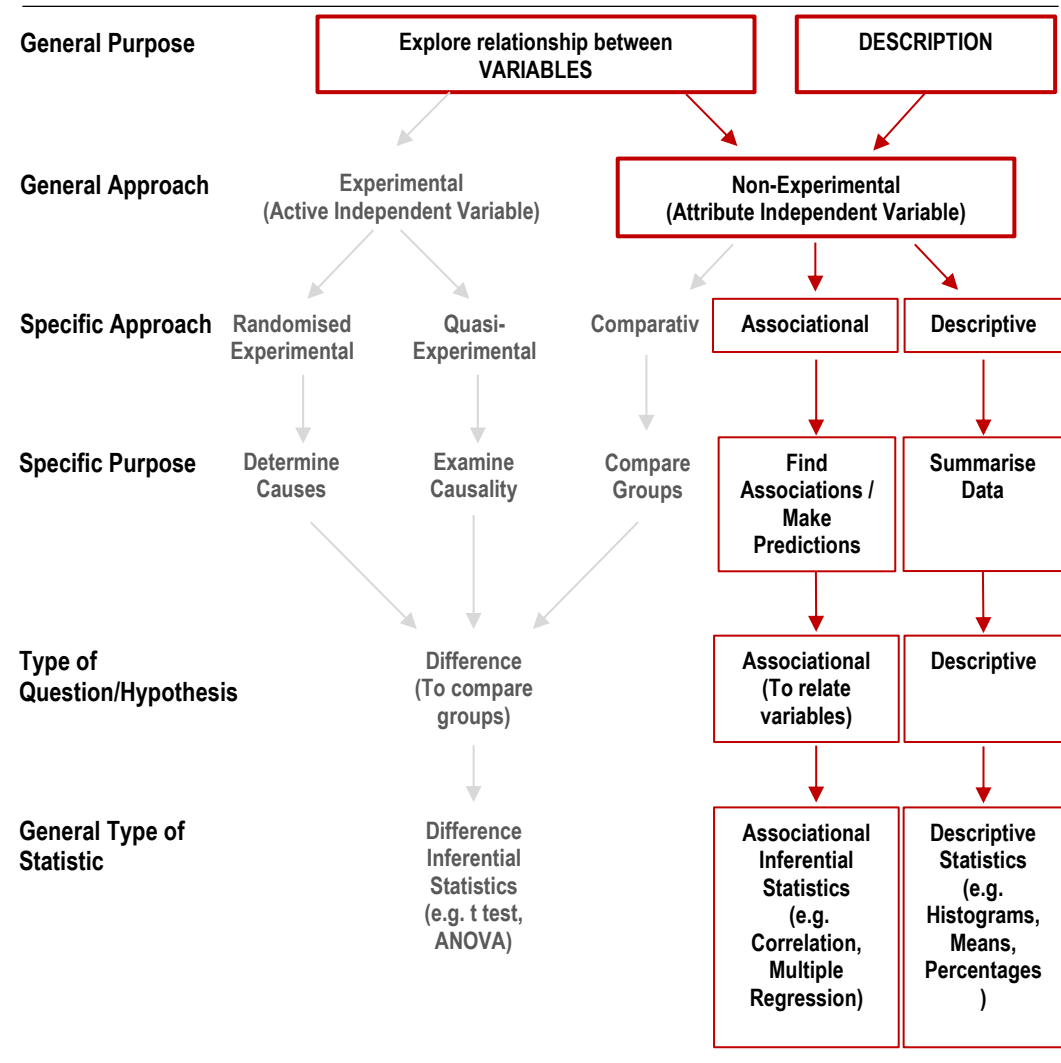 General Purpose
Explore relationship between
VARIABLES
DESCRIPTION
General Approach
Experimental
(Active Independent Variable)
Non-Experimental
(Attribute Independent Variable)
Specific Approach
Randomised
Experimental
Quasi-
Experimental
Comparativ
Associational
Descriptive
Specific Purpose
Determine
Causes
Examine
Causality
Compare
Groups
Find
Associations /
Make
Predictions
Summarise
Data
Type of
Question/Hypothesis
Difference
(To compare
groups)
Associational
(To relate
variables)
Descriptive
General Type of
Statistic
Difference
Inferential
Statistics
(e.g. t test,
ANOVA)
Associational
Inferential
Statistics
(e.g.
Correlation,
Multiple
Regression)
Descriptive
Statistics
(e.g.
Histograms,
Means,
Percentages
)